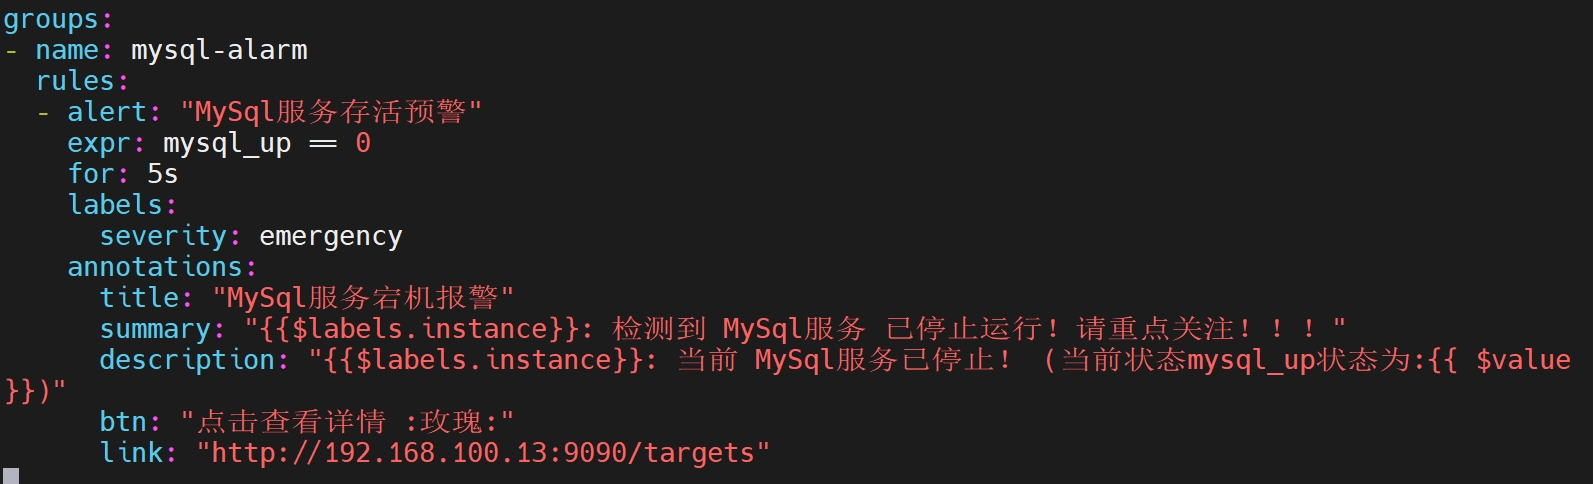 groups:
- name: mysql-alarm
  rules:
  - alert: "MySql服务存活预警"
    expr: mysql_up == 0
    for: 5s
    labels:
      severity: emergency
    annotations:
      title: "MySql服务宕机报警"
      summary: "{{$labels.instance}}: 检测到 MySql服务 已停止运行！请重点关注！！！"
      description: "{{$labels.instance}}: 当前 MySql服务已停止！ (当前状态mysql_up状态为:{{ $value
}})"
      btn: "点击查看详情 :玫瑰:"
      link: "http://192.168.100.13:9090/targets"